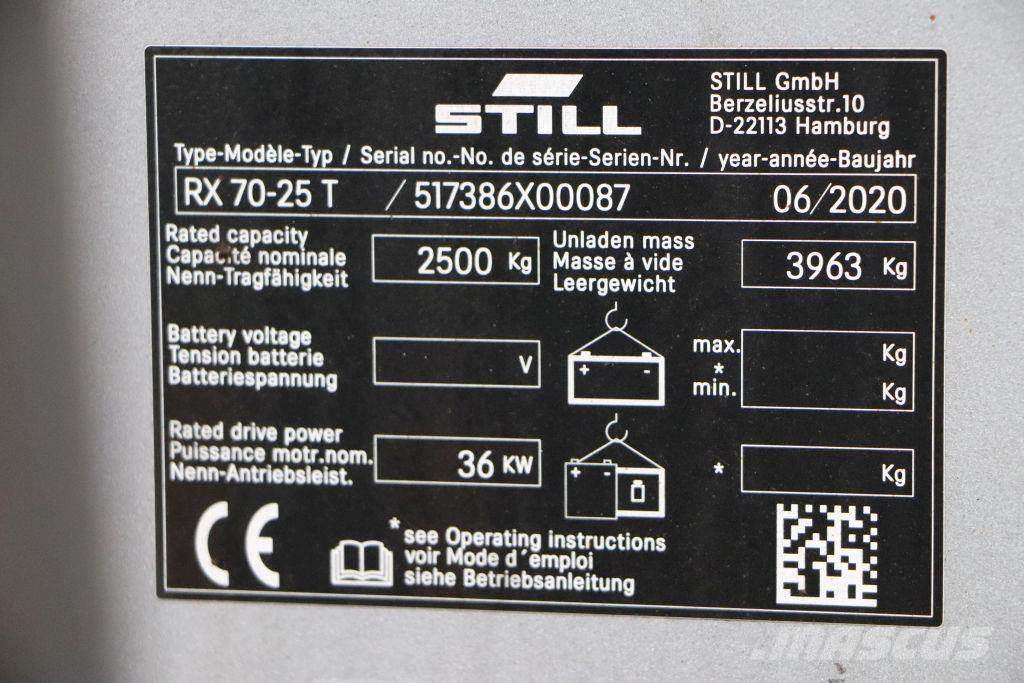 STILL
STILL GmbH
Berzeliusstr.10
D-22113 Hamburg
Type-Modèle-Typ / Serial no.-No. de série-Serien-Nr. / year-année-Baujahr
RX 70-25 T / 517386X00087 06/2020
Rated capacity
Capacité nominale
Nenn-Tragfähigkeit
2500 Kg
Unladen mass
Masse à vide
Leergewicht
3963 Kg
Battery voltage
Tension batterie
Batteriespannung
V
+ -
max.
*
min.
Kg
Kg
Rated drive power
Puissance motr.nom.
Nenn-Antriebsleist.
36 KW
+ -
*
Kg
CE
* see Operating instructions
voir Mode d´emploi
siehe Betriebsanleitung
mascus